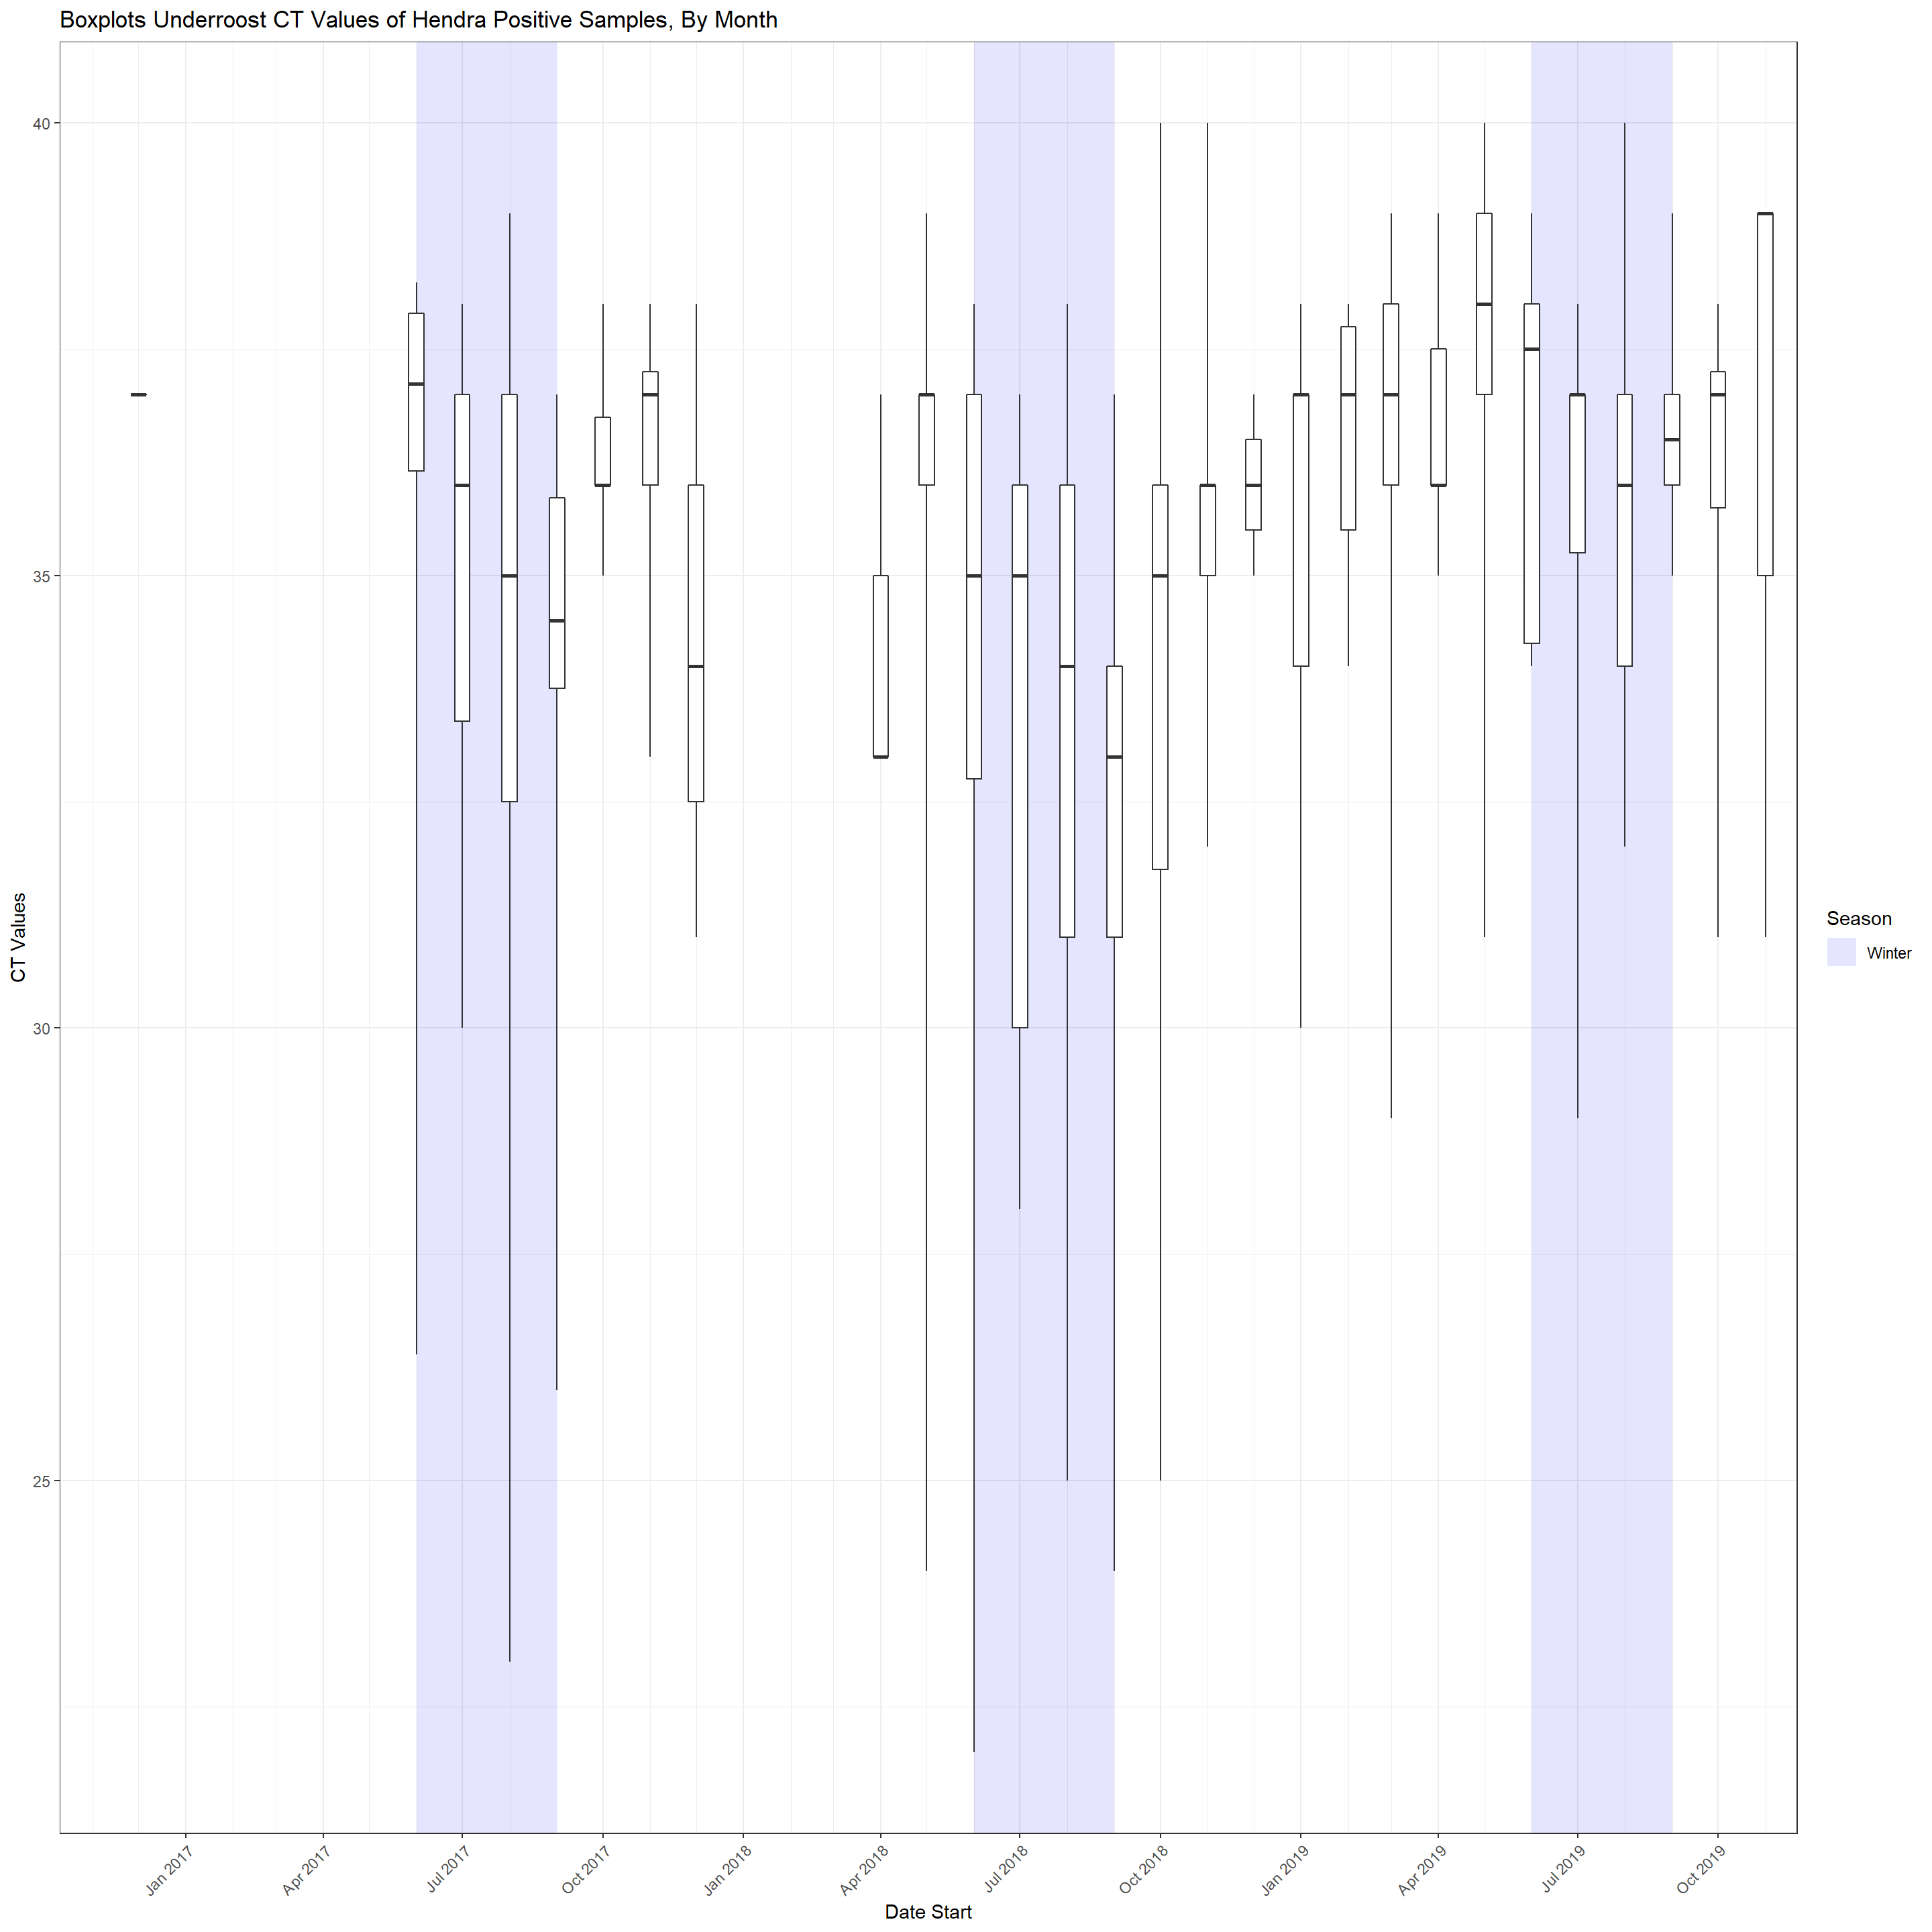 Boxplots Underroost CT Values of Hendra Positive Samples, By Month
CT Values
40
35
30
25
Jan 2017
Apr 2017
Jul 2017
Oct 2017
Jan 2018
Apr 2018
Jul 2018
Oct 2018
Jan 2019
Apr 2019
Jul 2019
Oct 2019
Date Start
Season
Winter